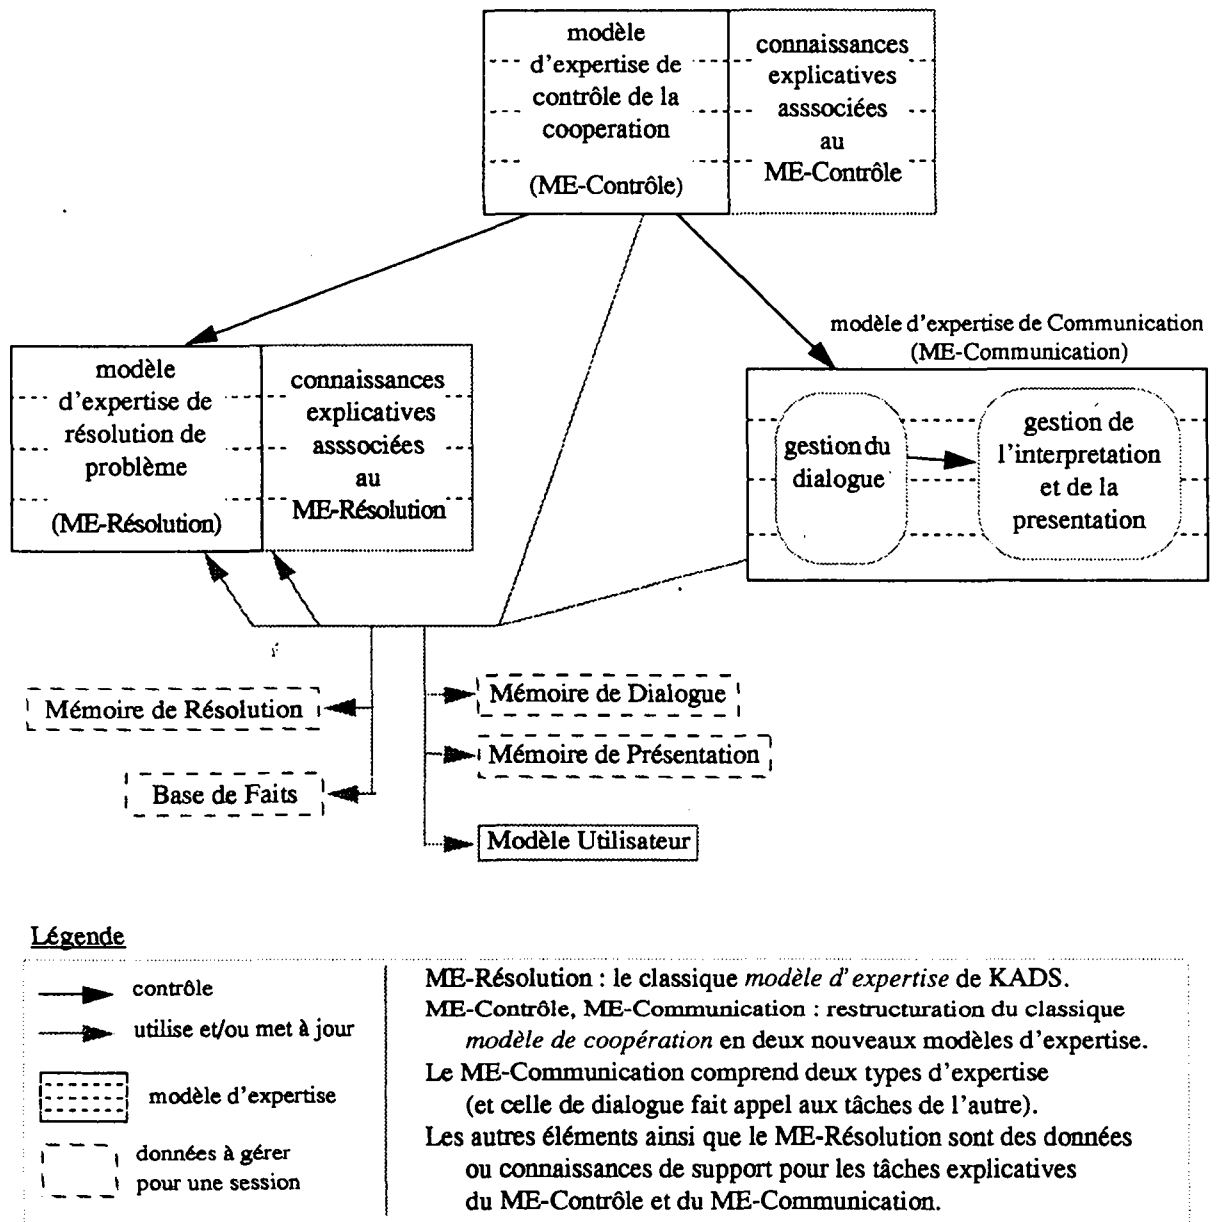 modèle
d'expertise de
contrôle de la
cooperation
(ME-Contrôle)
connaissances
explicatives
asssociées
au
ME-Contrôle
modèle
d'expertise de
résolution de
problème
(ME-Résolution)
connaissances
explicatives
asssociées
au
ME-Résolution
modèle d'expertise de Communication
(ME-Communication)
gestion du
dialogue
gestion de
l'interpretation
et de la
presentation
Mémoire de Résolution
Base de Faits
Mémoire de Dialogue
Mémoire de Présentation
Modèle Utilisateur
Légende
contrôle
utilise et/ou met à jour
modèle d'expertise
données à gérer
pour une session
ME-Résolution : le classique modèle d'expertise de KADS.
ME-Contrôle, ME-Communication : restructuration du classique
modèle de coopération en deux nouveaux modèles d'expertise.
Le ME-Communication comprend deux types d'expertise
(et celle de dialogue fait appel aux tâches de l'autre).
Les autres éléments ainsi que le ME-Résolution sont des données
ou connaissances de support pour les tâches explicatives
du ME-Contrôle et du ME-Communication.